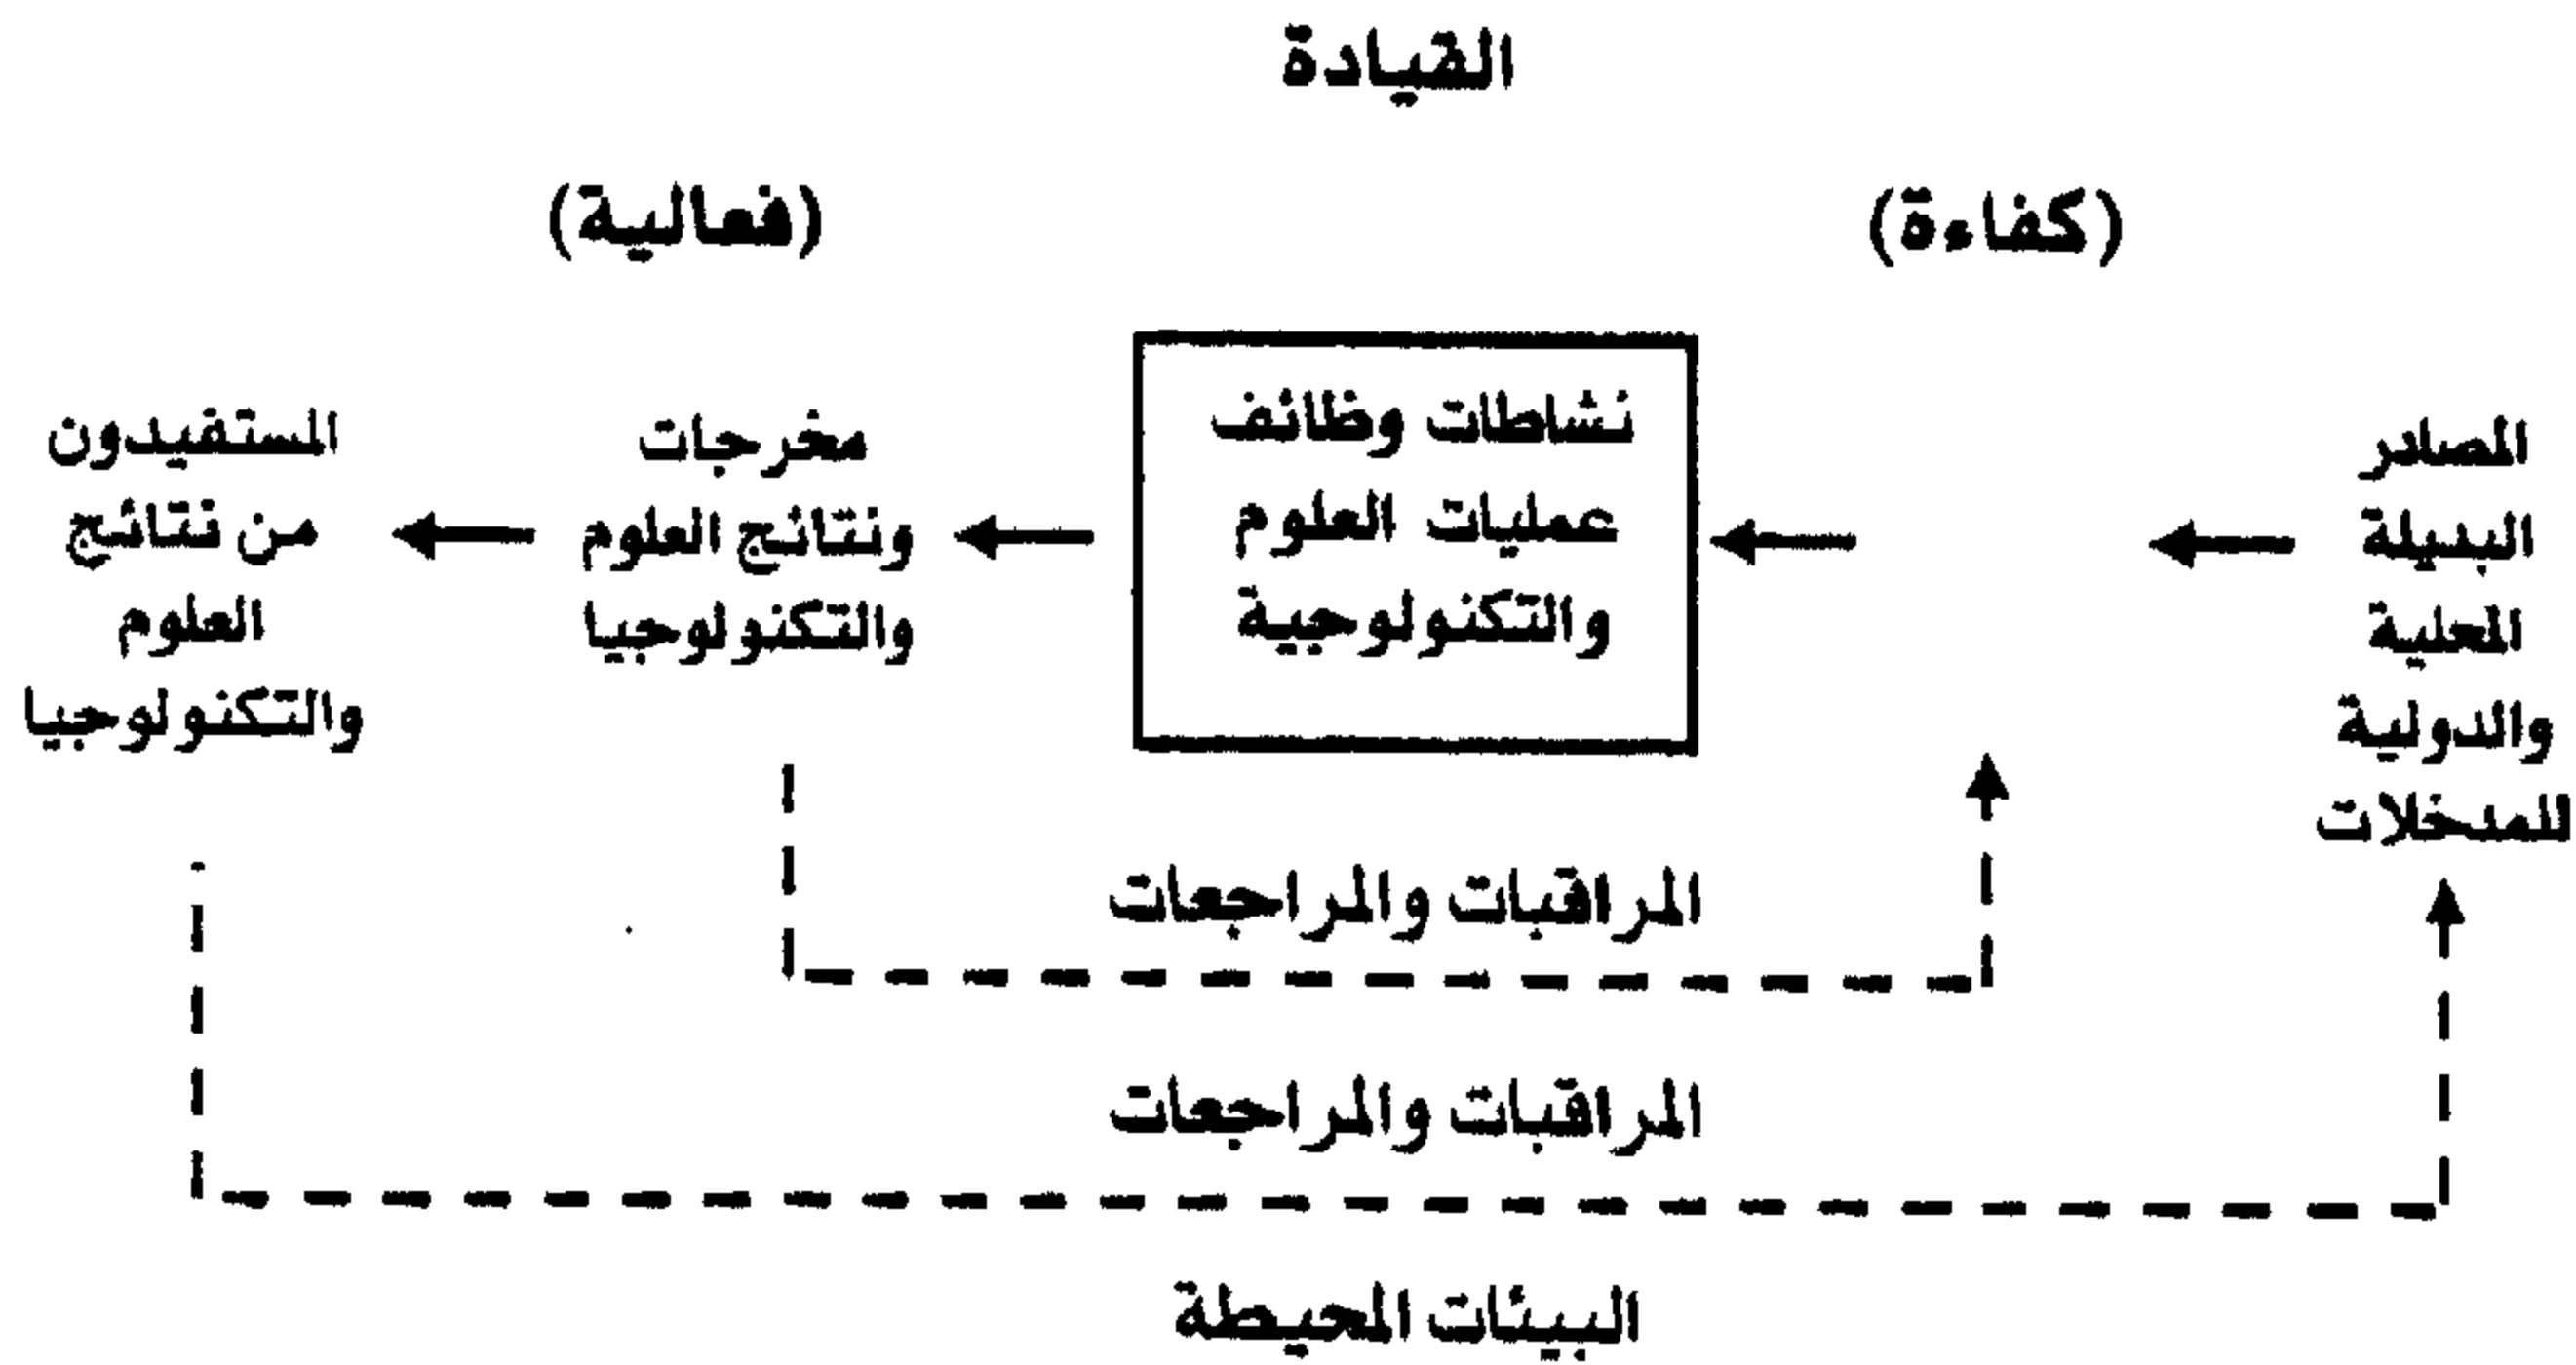 القيادة
(كفاءة)
(فعالية)
المصادر
البديلة
المحلية
والدولية
للمدخلات
نشاطات وظائف
عمليات العلوم
والتكنولوجية
مخرجات
ونتائج العلوم
والتكنولوجيا
المستفيدون
من نتائج
العلوم
والتكنولوجيا
المراقبات والمراجعات
المراقبات والمراجعات
البيئات المحيطة